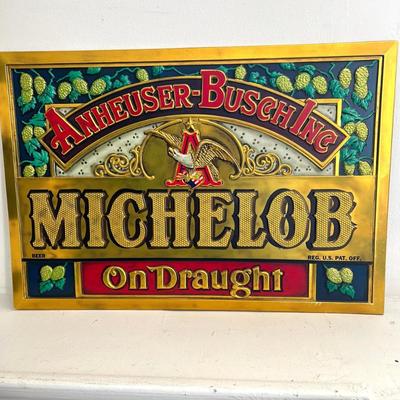 ANHEUSER-BUSCH INC
A
MICHELOB
BEER REG. U.S. PAT. OFF.
On Draught